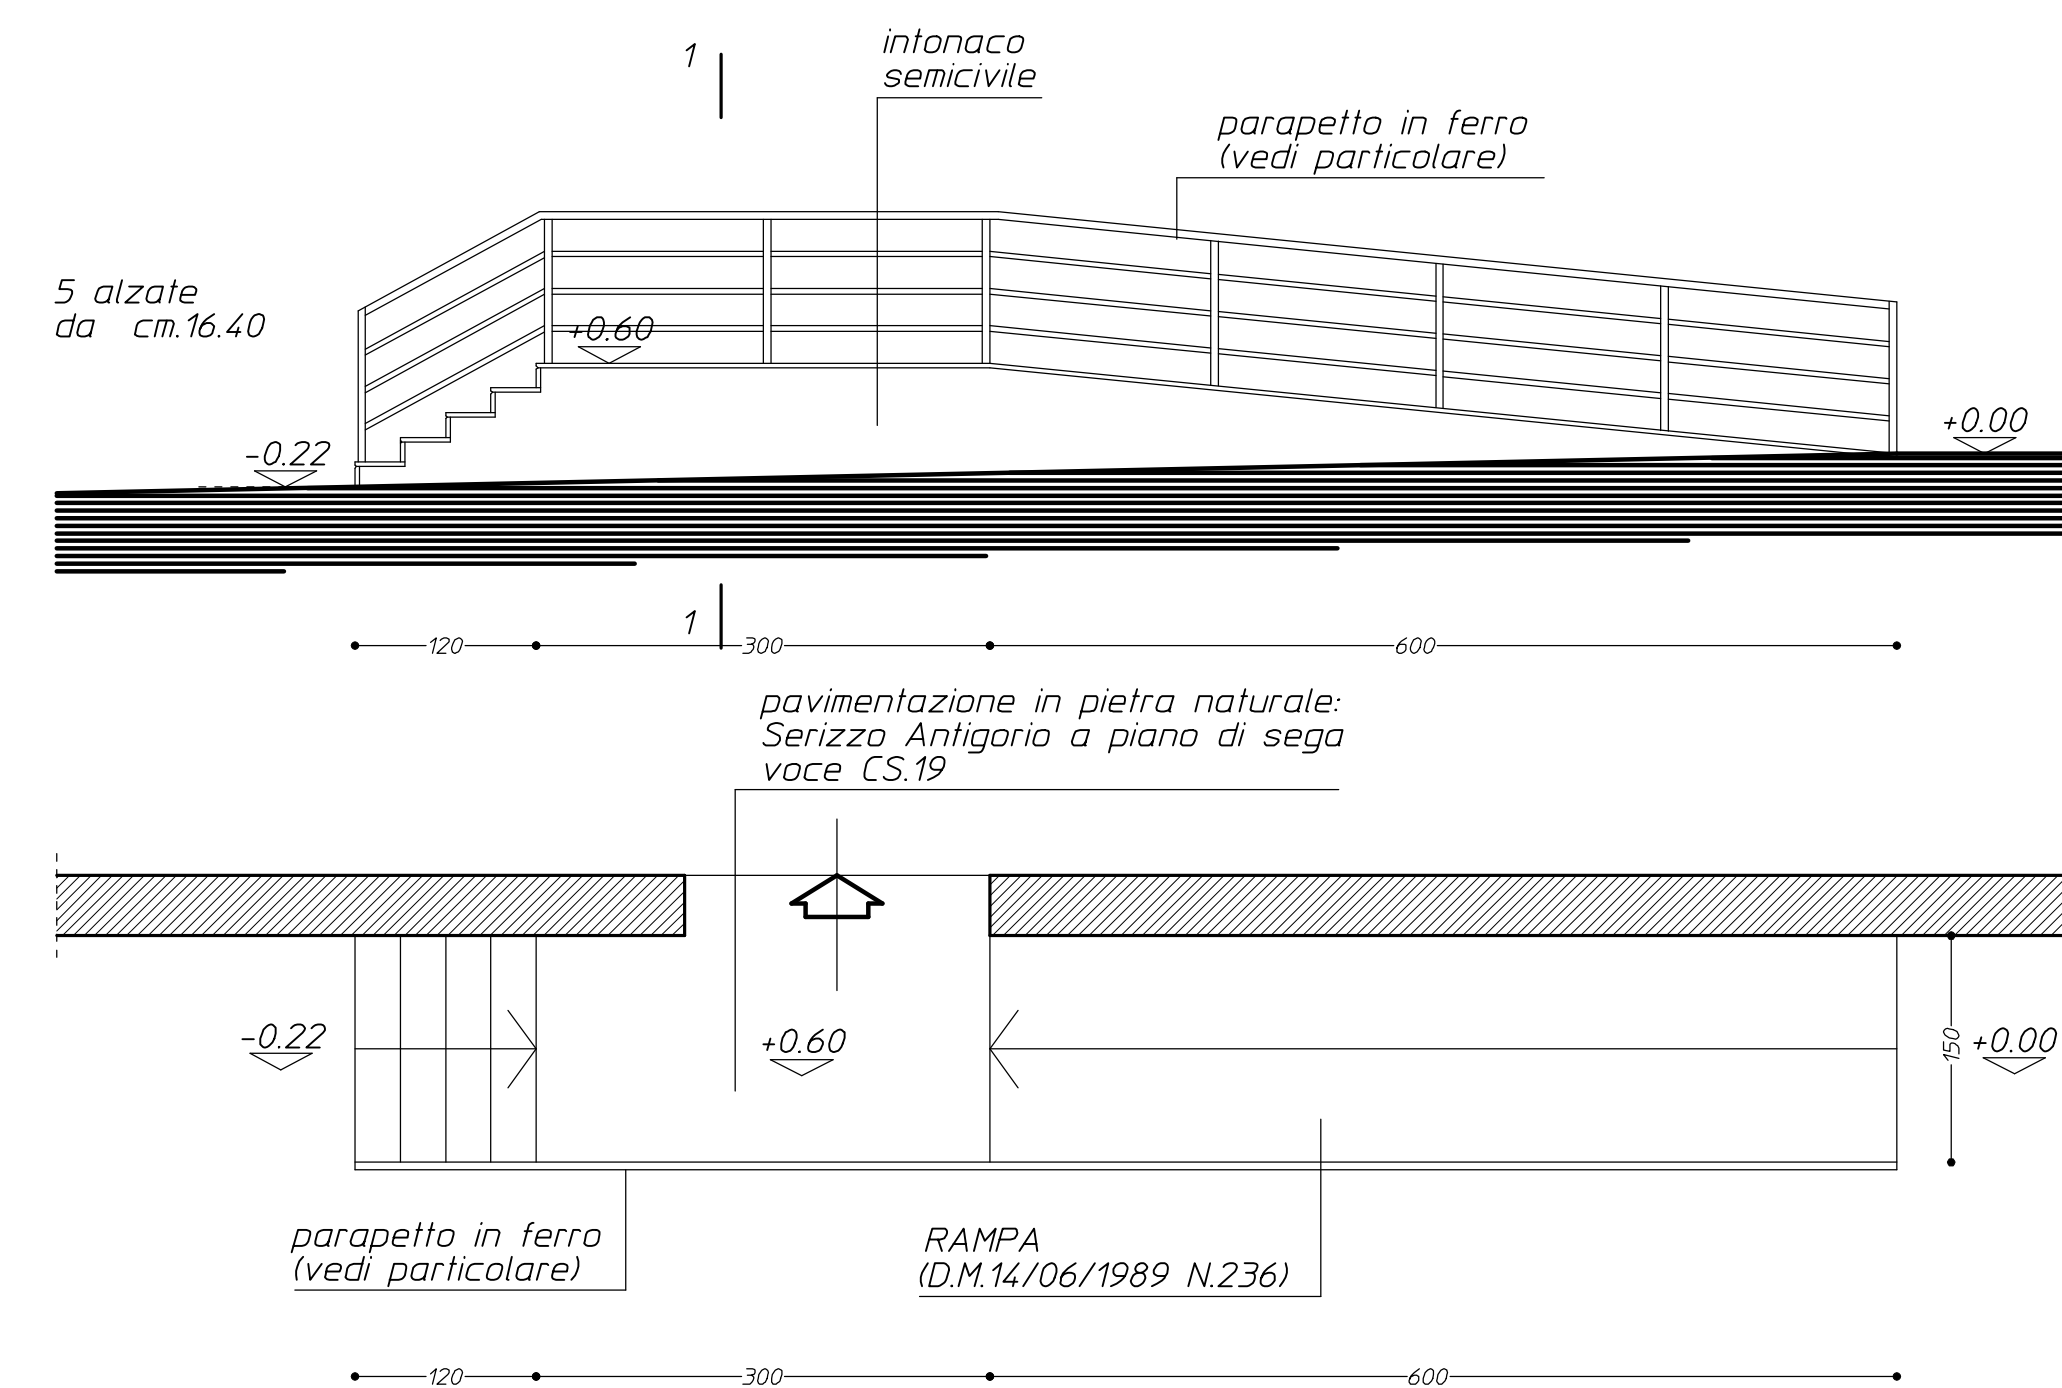 1
intonaco
semicivile
parapetto in ferro
(vedi particolare)
5 alzate
da cm.16.40
+0.60
+0.00
-0.22
1
120
300
600
pavimentazione in pietra naturale:
Serizzo Antigorio a piano di sega
voce CS.19
-0.22
+0.60
150
+0.00
parapetto in ferro
(vedi particolare)
RAMPA
(D.M.14/06/1989 N.236)
120
300
600